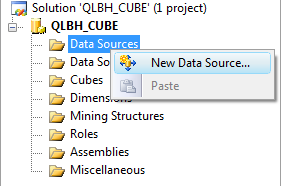 Solution 'QLBH_CUBE' (1 project)
QLBH_CUBE
Data Sources
Data So
New Data Source...
Cubes
Paste
Dimensions
Mining Structures
Roles
Assemblies
Miscellaneous